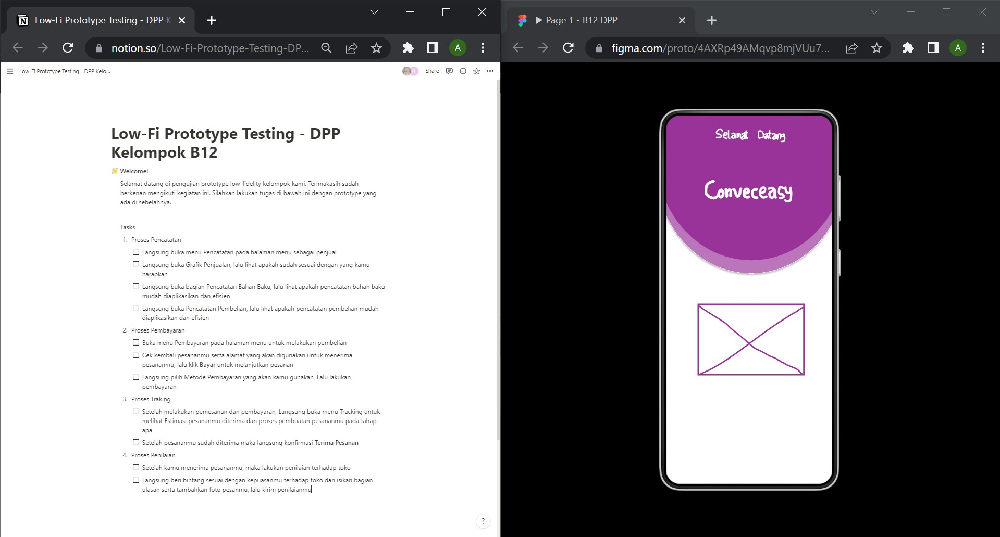 Low-Fi Prototype Testing - DPP K
notion.so/Low-Fi-Prototype-Testing-DP...
A
Low-Fi Prototype Testing - DPP Kelo...
Share
Low-Fi Prototype Testing - DPP
Kelompok B12
👋 Welcome!
Selamat datang di pengujian prototype low-fidelity kelompok kami. Terimakasih sudah
berkenan mengikuti kegiatan ini. Silahkan lakukan tugas di bawah ini dengan prototype yang
ada di sebelahnya.
Tasks
1. Proses Pencatatan
Langsung buka menu Pencatatan pada halaman menu sebagai penjual
Langsung buka Grafik Penjualan, lalu lihat apakah sudah sesuai dengan yang kamu
harapkan
Langsung buka bagian Pencatatan Bahan Baku, lalu lihat apakah pencatatan bahan baku
mudah diaplikasikan dan efisien
Langsung buka Pencatatan Pembelian, lalu lihat apakah pencatatan pembelian mudah
diaplikasikan dan efisien
2. Proses Pembayaran
Buka menu Pembayaran pada halaman menu untuk melakukan pembelian
Cek kembali pesananmu serta alamat yang akan digunakan untuk menerima
pesananmu, lalu klik Bayar untuk melanjutkan pesanan
Langsung pilih Metode Pembayaran yang akan kamu gunakan, Lalu lakukan
pembayaran
3. Proses Traking
Setelah melakukan pemesanan dan pembayaran, Langsung buka menu Tracking untuk
melihat Estimasi pesananmu diterima dan proses pembuatan pesananmu pada tahap
apa
Setelah pesananmu sudah diterima maka langsung konfirmasi Terima Pesanan
4. Proses Penilaian
Setelah kamu menerima pesananmu, maka lakukan penilaian terhadap toko
Langsung beri bintang sesuai dengan kepuasanmu terhadap toko dan isikan bagian
ulasan serta tambahkan foto pesanmu, lalu kirim penilaianmu
?
▶ Page 1 - B12 DPP
figma.com/proto/4AXRp49AMqvp8mjVUu7...
A
Selamat Datang
Conveceasy